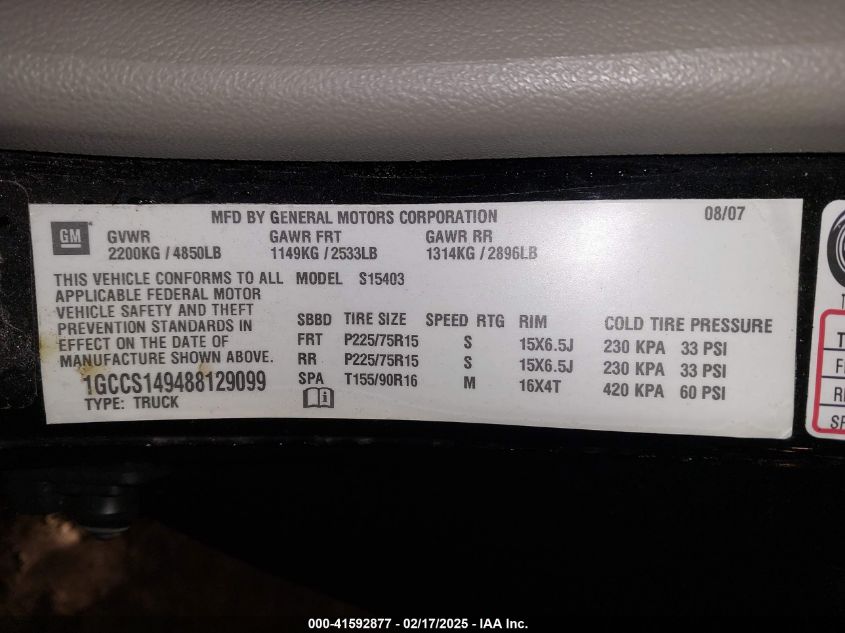 GM
MFD BY GENERAL MOTORS CORPORATION 08/07
GVWR GAWR FRT GAWR RR
2200KG / 4850LB 1149KG / 2533LB 1314KG / 2896LB
THIS VEHICLE CONFORMS TO ALL MODEL S15403
APPLICABLE FEDERAL MOTOR
VEHICLE SAFETY AND THEFT
PREVENTION STANDARDS IN
EFFECT ON THE DATE OF
MANUFACTURE SHOWN ABOVE.
1GCCS149488129099
TYPE: TRUCK
SBBD TIRE SIZE SPEED RTG RIM COLD TIRE PRESSURE
FRT P225/75R15 S 15X6.5J 230 KPA 33 PSI
RR P225/75R15 S 15X6.5J 230 KPA 33 PSI
SPA T155/90R16 M 16X4T 420 KPA 60 PSI
000-41592877 - 02/17/2025 - IAA Inc.